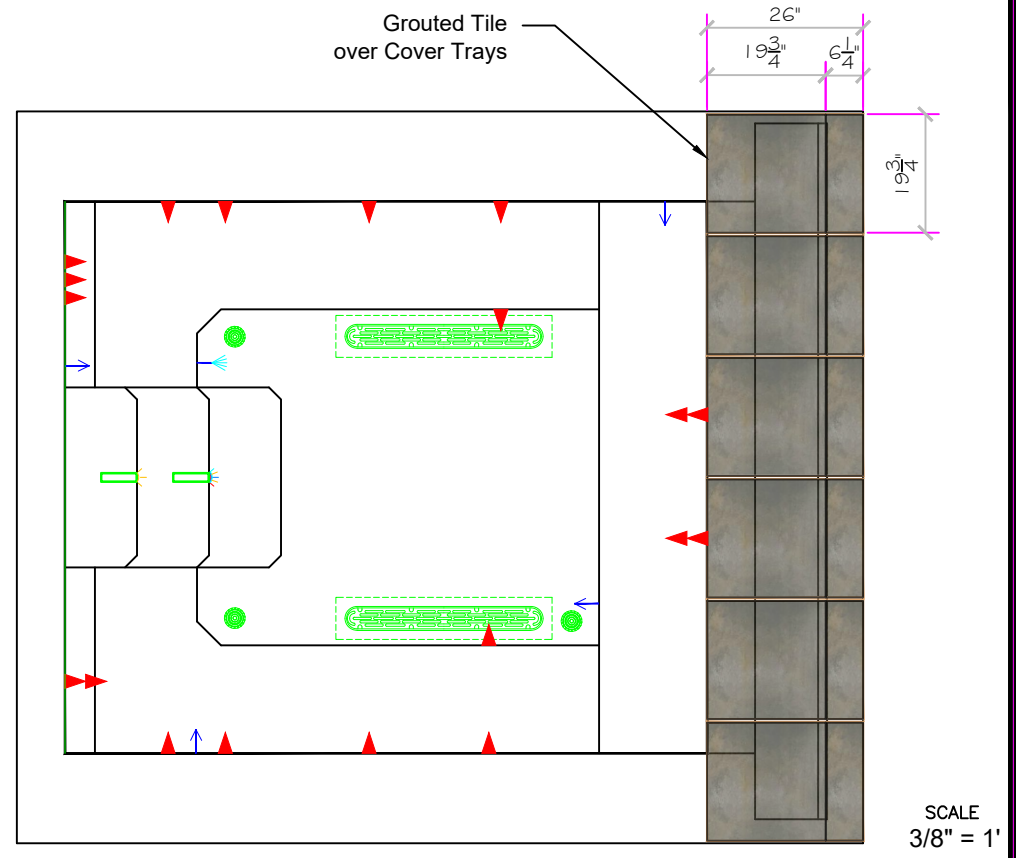 Grouted Tile
over Cover Trays
26"
19 3/4"
6 1/4"
19 3/4"
SCALE
3/8" = 1'